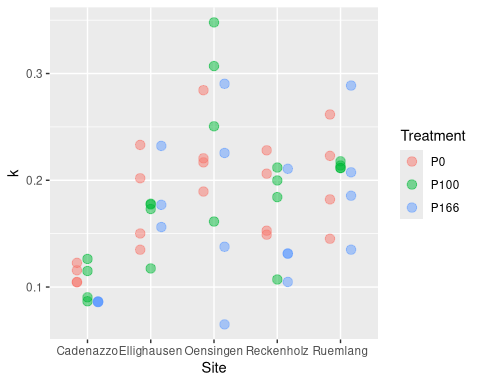 0.3
0.2
0.1
k
Cadenazzo Ellighausen Oensingen Reckenholz Ruemlang
Site
Treatment
P0
P100
P166